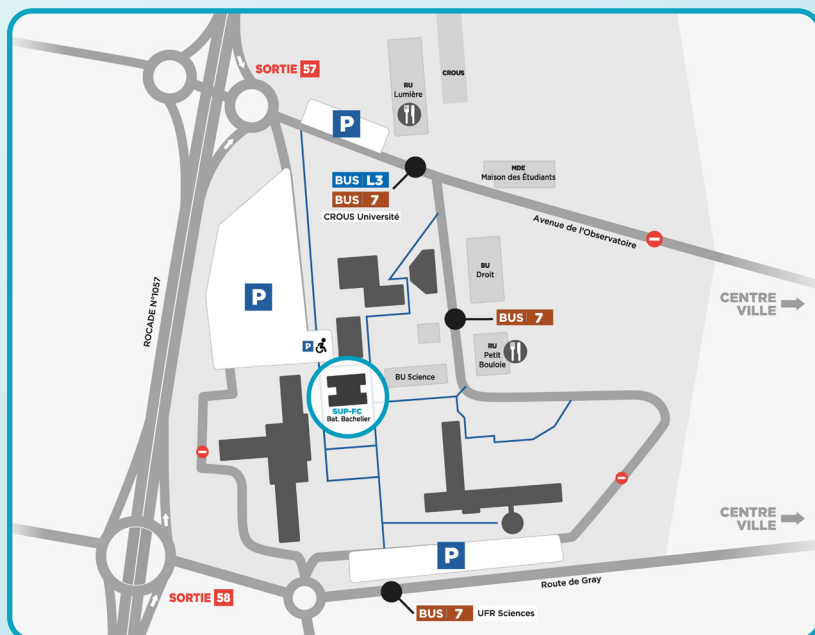 SORTIE 57
RU
Lumière
CROUS
P
BUS L3
BUS 7
CROUS Université
MDE
Maison des Étudiants
Avenue de l'Observatoire
BU
Droit
CENTRE
VILLE
ROCADE N°1057
P
BUS 7
P
RU
Petit
Bouloie
BU Science
SUP-FC
Bat. Bachelier
CENTRE
VILLE
P
Route de Gray
SORTIE 58
BUS 7 UFR Sciences